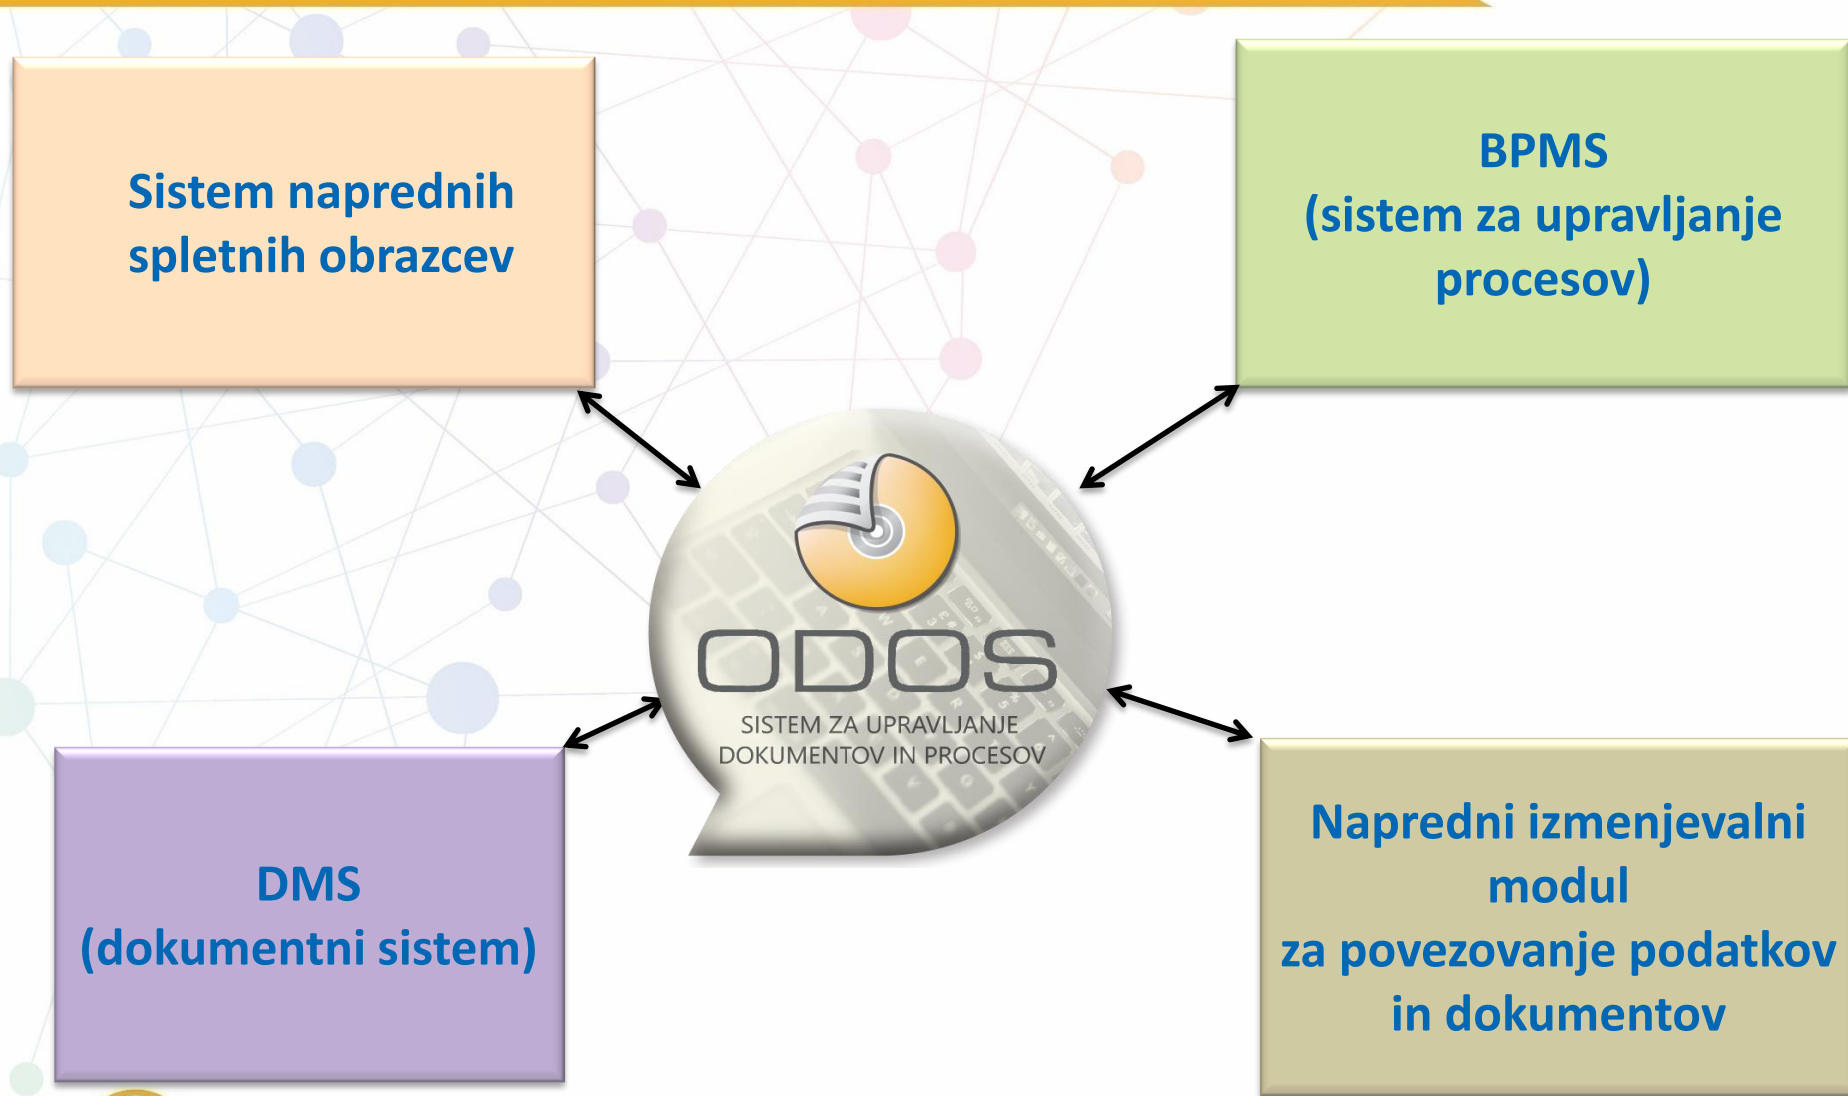 Sistem naprednih
spletnih obrazcev
BPMS
(sistem za upravljanje
procesov)
ODOS
SISTEM ZA UPRAVLJANJE
DOKUMENTOV IN PROCESOV
DMS
(dokumentni sistem)
Napredni izmenjevalni
modul
za povezovanje podatkov
in dokumentov